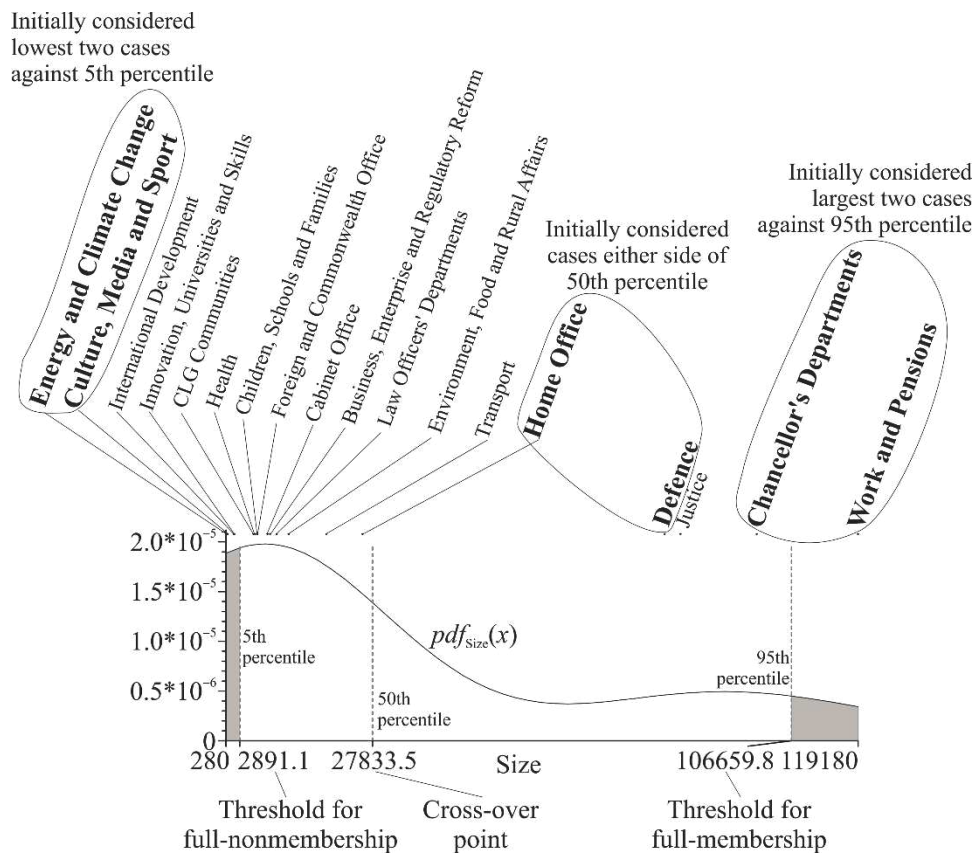 Initially considered
lowest two cases
against 5th percentile
Energy and Climate Change
Culture, Media and Sport
International Development
Innovation, Universities and Skills
CLG Communities
Health
Children, Schools and Families
Foreign and Commonwealth Office
Cabinet Office
Business, Enterprise and Regulatory Reform
Law Officers' Departments
Environment, Food and Rural Affairs
Transport
Initially considered
cases either side of
50th percentile
Home Office
Defence
Justice
Initially considered
largest two cases
against 95th percentile
Chancellor's Departments
Work and Pensions
2.0*10⁻⁵
1.5*10⁻⁵
1.0*10⁻⁵
0.5*10⁻⁶
0
5th
percentile
50th
percentile
pdf_Size(x)
95th
percentile
280 2891.1 27833.5 Size 106659.8 119180
Threshold for
full-nonmembership
Cross-over
point
Threshold for
full-membership